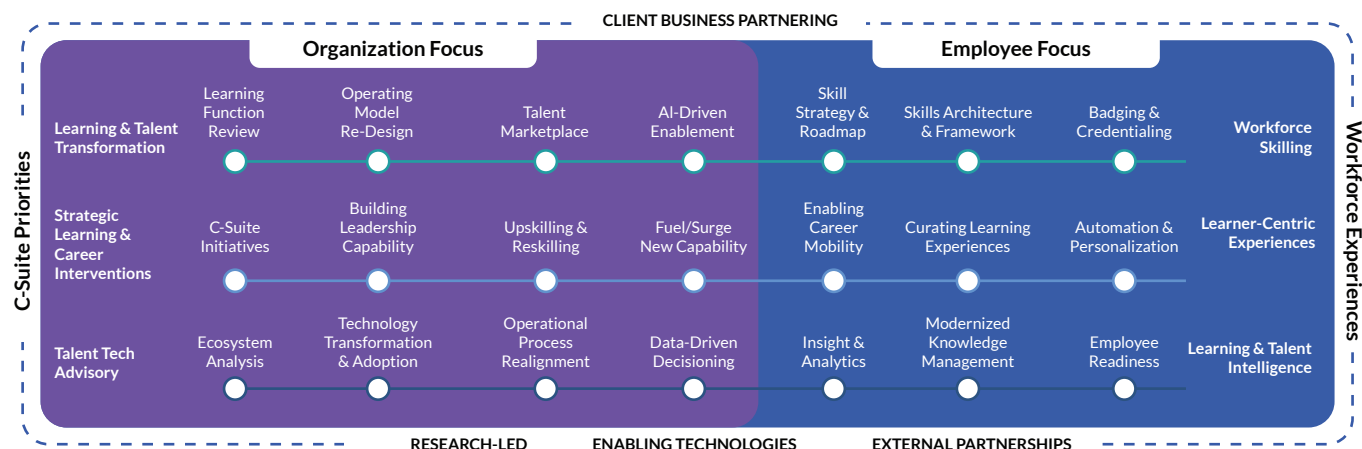 CLIENT BUSINESS PARTNERING
Organization Focus
Employee Focus
C-Suite Priorities
Workforce Experiences
Learning & Talent
Transformation
Learning
Function
Review
Operating
Model
Re-Design
Talent
Marketplace
AI-Driven
Enablement
Skill
Strategy &
Roadmap
Skills Architecture
& Framework
Badging &
Credentialing
Workforce
Skilling
Strategic
Learning &
Career
Interventions
C-Suite
Initiatives
Building
Leadership
Capability
Upskilling &
Reskilling
Fuel/Surge
New Capability
Enabling
Career
Mobility
Curating Learning
Experiences
Automation &
Personalization
Learner-Centric
Experiences
Talent Tech
Advisory
Ecosystem
Analysis
Technology
Transformation
& Adoption
Operational
Process
Realignment
Data-Driven
Decisioning
Insight &
Analytics
Modernized
Knowledge
Management
Employee
Readiness
Learning & Talent
Intelligence
RESEARCH-LED
ENABLING TECHNOLOGIES
EXTERNAL PARTNERSHIPS